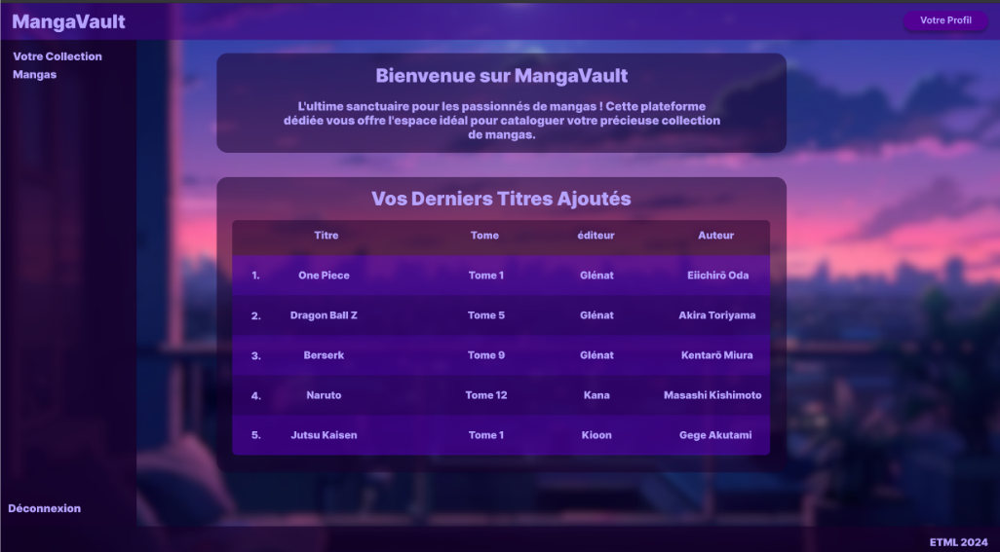 MangaVault
Votre Profil
Votre Collection
Mangas
Bienvenue sur MangaVault
L'ultime sanctuaire pour les passionnés de mangas ! Cette plateforme
dédiée vous offre l'espace idéal pour cataloguer votre précieuse collection
de mangas.
Vos Derniers Titres Ajoutés
Titre Tome éditeur Auteur
1. One Piece Tome 1 Glénat Eiichirō Oda
2. Dragon Ball Z Tome 5 Glénat Akira Toriyama
3. Berserk Tome 9 Glénat Kentarō Miura
4. Naruto Tome 12 Kana Masashi Kishimoto
5. Jutsu Kaisen Tome 1 Kioon Gege Akutami
Déconnexion
ETML 2024